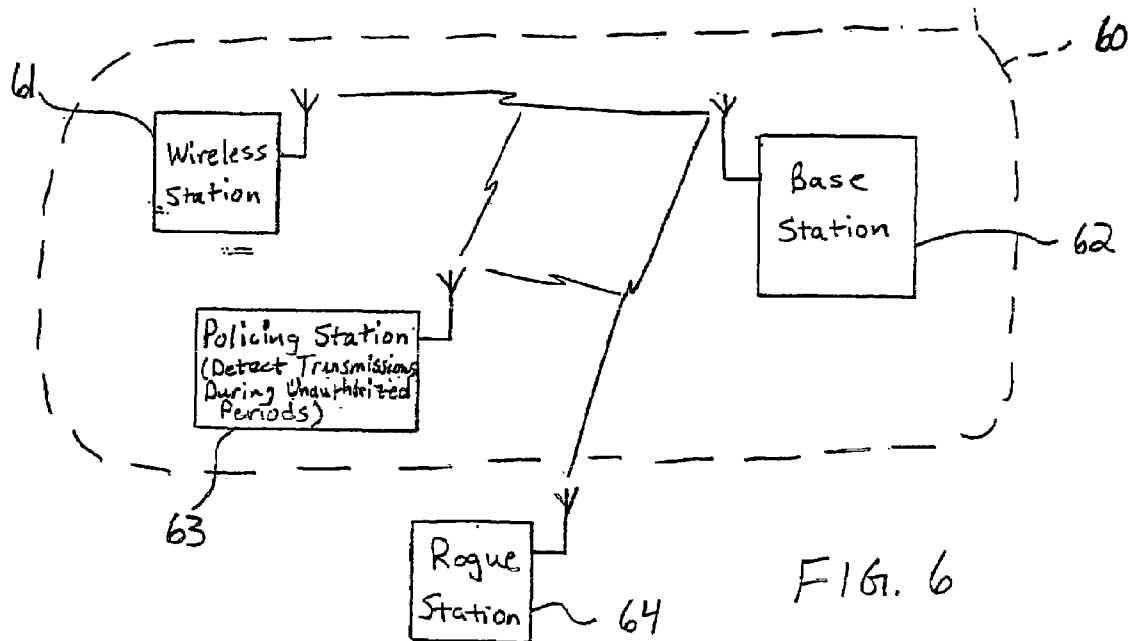 60
61
Wireless
Station
Base
Station
62
Policing Station
(Detect Transmissions
During Unauthorized
Periods)
63
Rogue
Station
64
FIG. 6